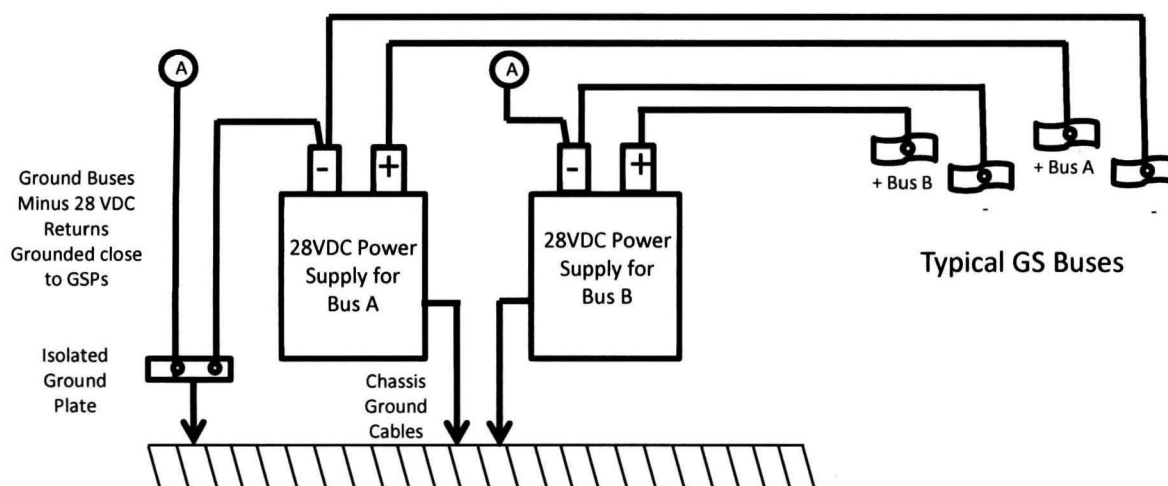 A
A
Ground Buses
Minus 28 VDC
Returns
Grounded close
to GSPs
-
+
-
+
28VDC Power
Supply for
Bus A
28VDC Power
Supply for
Bus B
+ Bus B
-
+ Bus A
-
Typical GS Buses
Isolated
Ground
Plate
Chassis
Ground
Cables